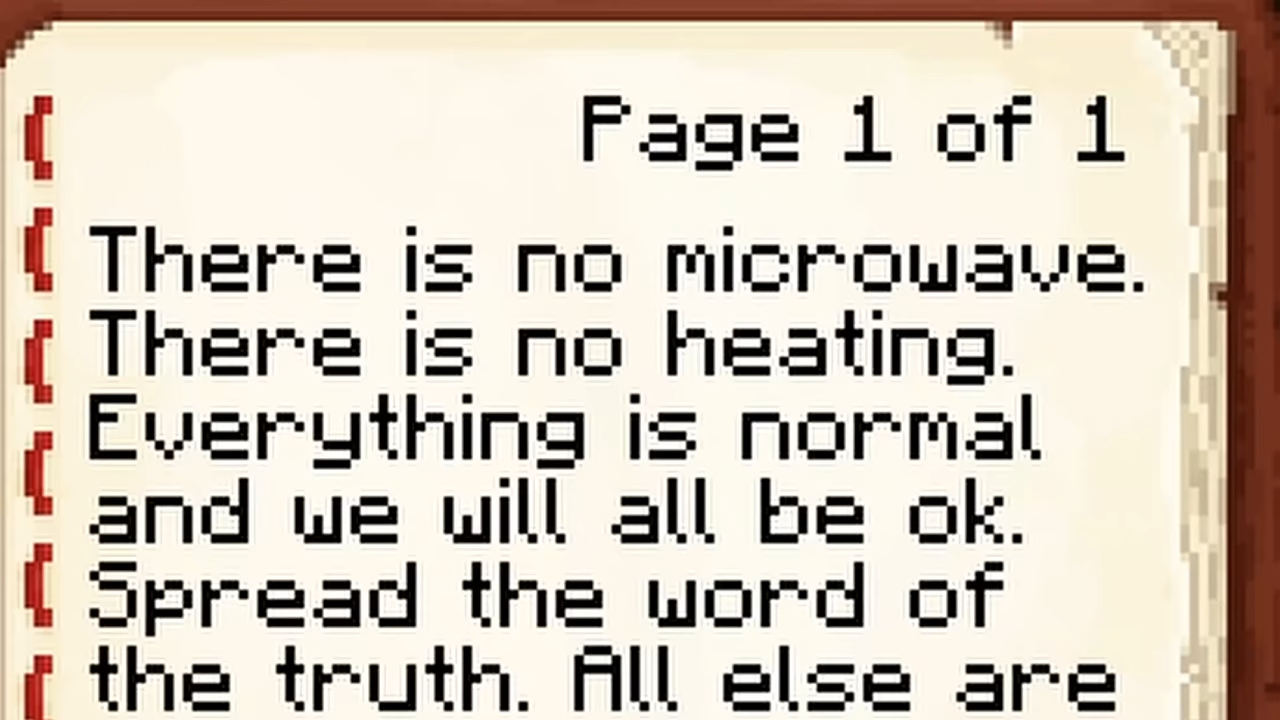 Page 1 of 1
There is no microwave.
There is no heating.
Everything is normal
and we will all be ok.
Spread the word of
the truth. All else are